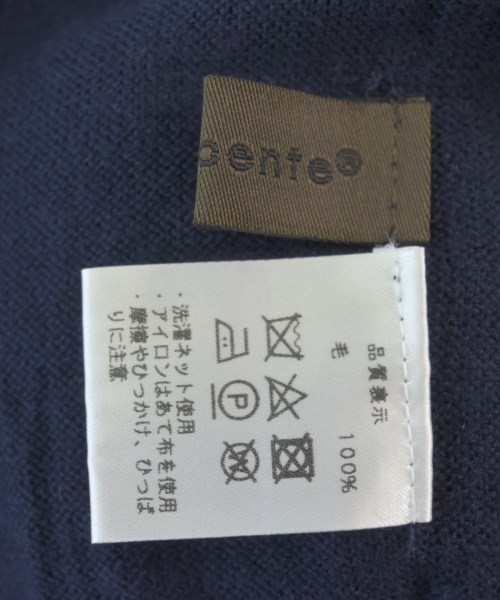 cente®
品質表示
毛 100%
P
W
・洗濯ネット使用
・アイロンはあて布を使用
・摩擦やひっかけ、ひっぱ
りに注意